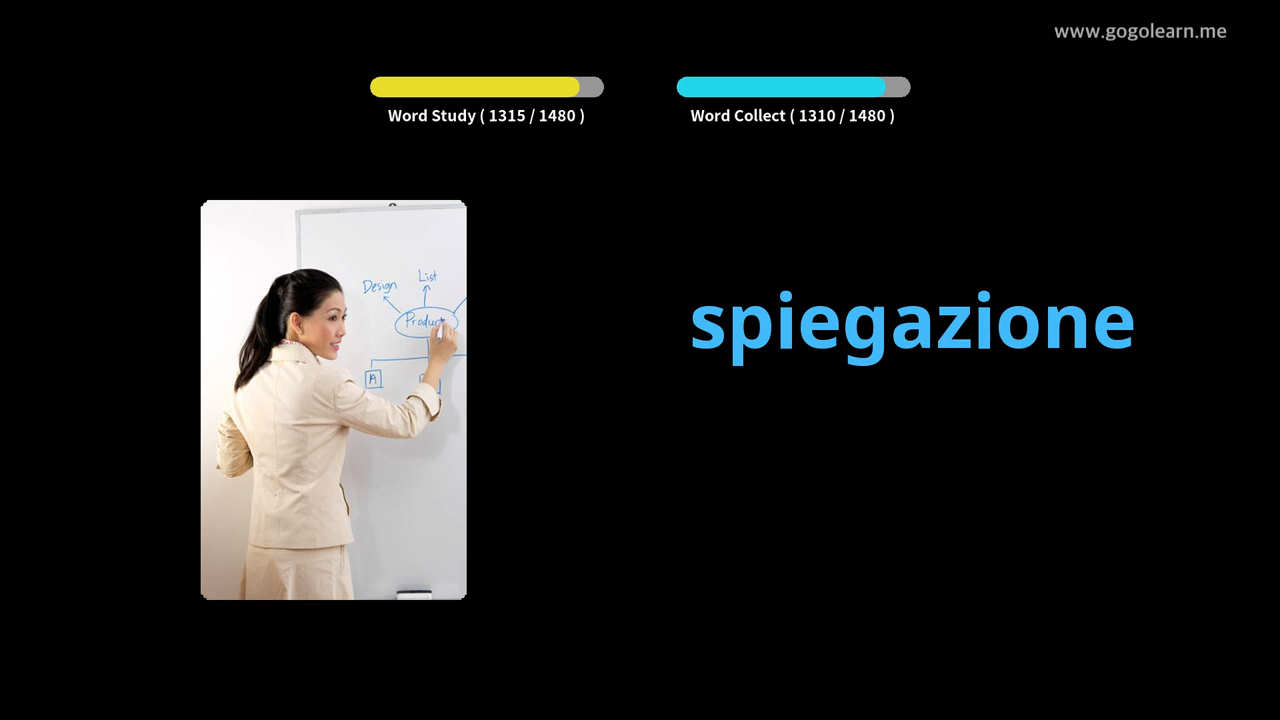 www.gogolearn.me
Word Study ( 1315 / 1480 )
Word Collect ( 1310 / 1480 )
List
Design
Product
A
spiegazione